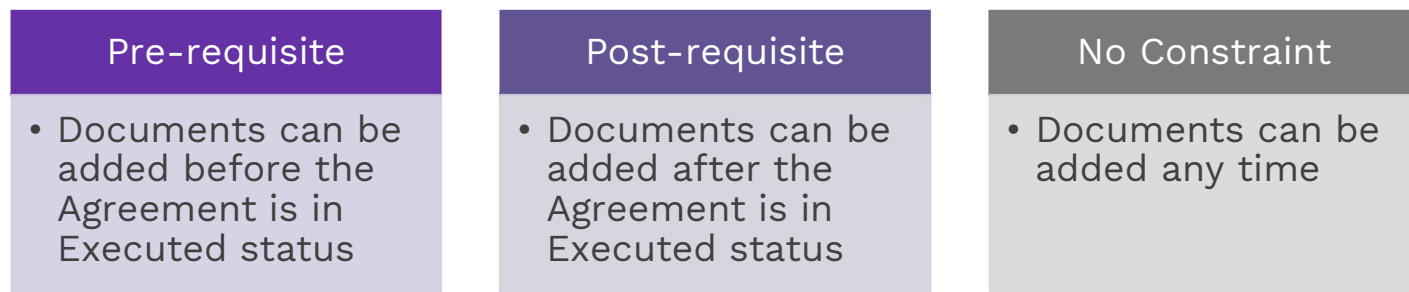 Pre-requisite
• Documents can be
added before the
Agreement is in
Executed status
Post-requisite
• Documents can be
added after the
Agreement is in
Executed status
No Constraint
• Documents can be
added any time